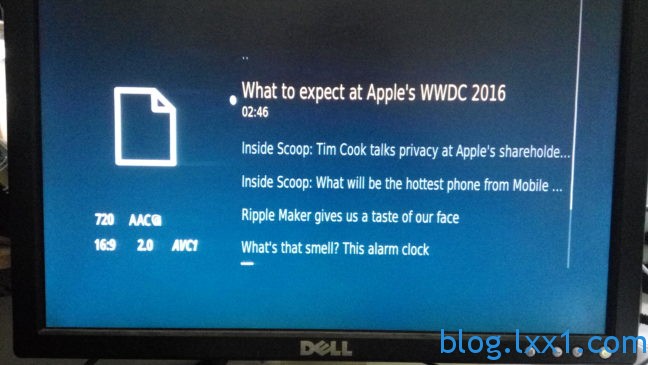 ..
What to expect at Apple's WWDC 2016
02:46
Inside Scoop: Tim Cook talks privacy at Apple's shareholde...
Inside Scoop: What will be the hottest phone from Mobile ...
Ripple Maker gives us a taste of our face
What's that smell? This alarm clock
720 AAC
16:9 2.0 AVC1
DELL
blog.lxx1.com